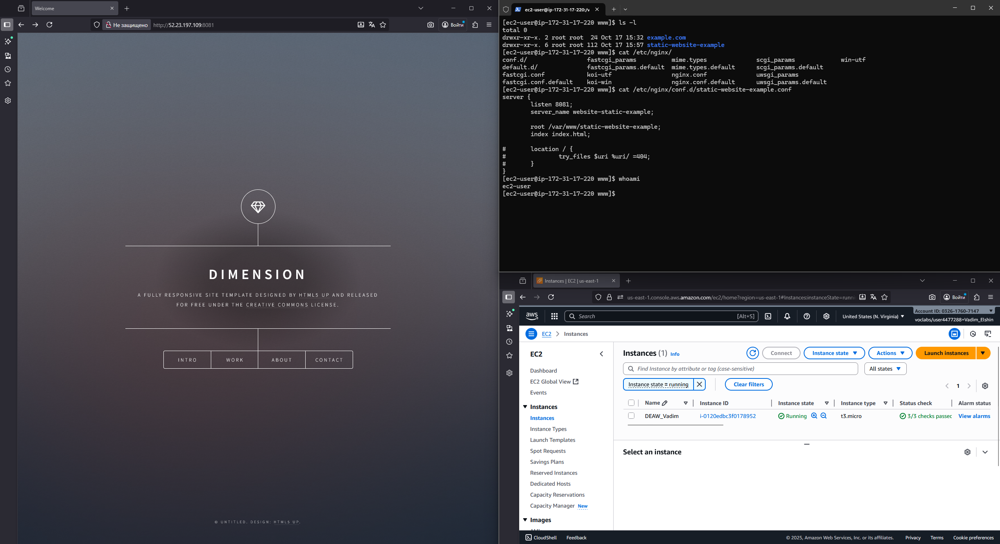 Welcome
Не защищено
http://52.23.197.109:8081
Войти
DIMENSION
A FULLY RESPONSIVE SITE TEMPLATE DESIGNED BY HTML5 UP AND RELEASED
FOR FREE UNDER THE CREATIVE COMMONS LICENSE.
INTRO
WORK
ABOUT
CONTACT
© UNTITLED. DESIGN: HTML5 UP.
ec2-user@ip-172-31-17-220:/v
[ec2-user@ip-172-31-17-220 www]$ ls -l
total 0
drwxr-xr-x. 2 root root  24 Oct 17 15:32 example.com
drwxr-xr-x. 6 root root 112 Oct 17 15:57 static-website-example
[ec2-user@ip-172-31-17-220 www]$ cat /etc/nginx/
conf.d/ fastcgi_params mime.types scgi_params win-utf
default.d/ fastcgi_params.default mime.types.default scgi_params.default
fastcgi.conf koi-utf nginx.conf uwsgi_params
fastcgi.conf.default koi-win nginx.conf.default uwsgi_params.default
[ec2-user@ip-172-31-17-220 www]$ cat /etc/nginx/conf.d/static-website-example.conf
server {
listen 8081;
server_name website-static-example;
root /var/www/static-website-example;
index index.html;
# location / {
# try_files $uri %uri/ =404;
# }
}
[ec2-user@ip-172-31-17-220 www]$ whoami
ec2-user
[ec2-user@ip-172-31-17-220 www]$
Instances | EC2 | us-east-1
us-east-1.console.aws.amazon.com/ec2/home?region=us-east-1#Instances:instanceState=runni
Войти
aws
Search
[Alt+S]
United States (N. Virginia)
Account ID: 0326-1760-7147
voclabs/user4477288=Vadim_Elshin
EC2
Instances
EC2
Dashboard
EC2 Global View
Events
Instances
Instances
Instance Types
Launch Templates
Spot Requests
Savings Plans
Reserved Instances
Dedicated Hosts
Capacity Reservations
Capacity Manager New
Images
Instances (1) Info
Connect
Instance state
Actions
Launch instances
Find Instance by attribute or tag (case-sensitive)
All states
Instance state = running
Clear filters
1
Name
Instance ID
Instance state
Instance type
Status check
Alarm status
DEAW_Vadim
i-0120edbc3f0178952
Running
t3.micro
3/3 checks passed
View alarms
Select an instance
CloudShell
Feedback
© 2025, Amazon Web Services, Inc. or its affiliates.
Privacy
Terms
Cookie preferences